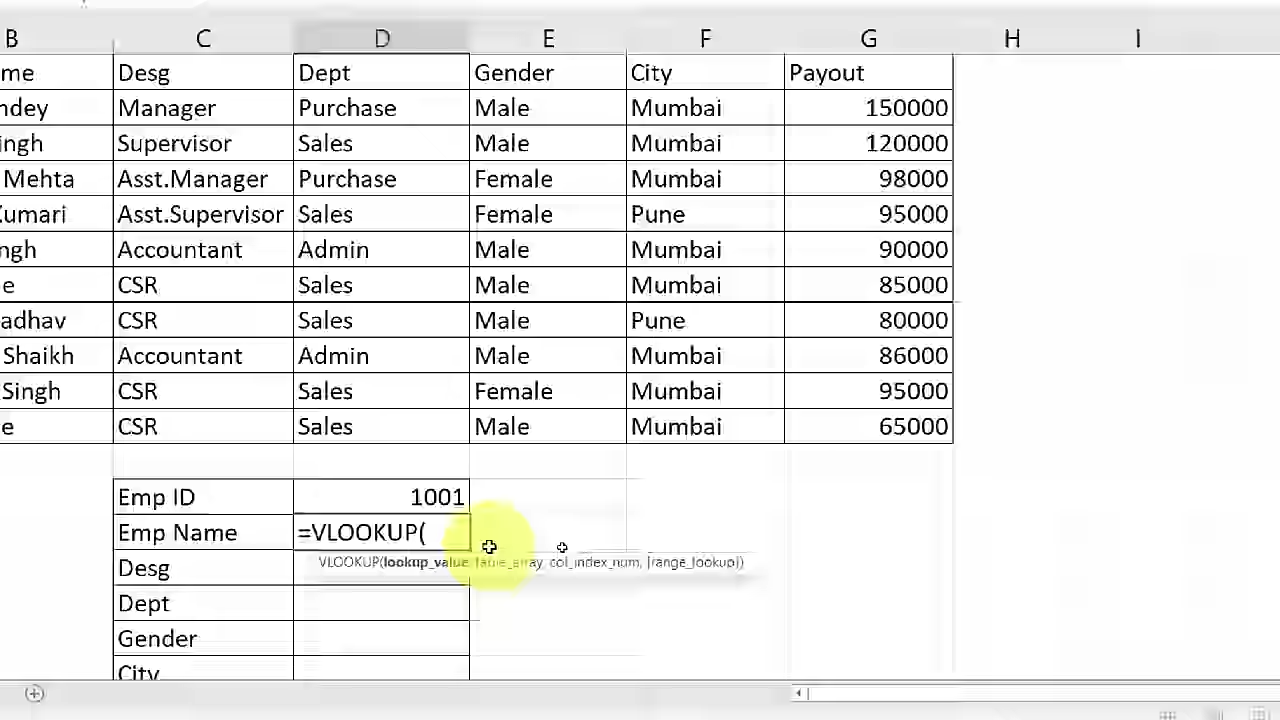 B C D E F G H I
me Desg Dept Gender City Payout
ndey Manager Purchase Male Mumbai 150000
ingh Supervisor Sales Male Mumbai 120000
Mehta Asst.Manager Purchase Female Mumbai 98000
Kumari Asst.Supervisor Sales Female Pune 95000
ngh Accountant Admin Male Mumbai 90000
e CSR Sales Male Mumbai 85000
adhav CSR Sales Male Pune 80000
Shaikh Accountant Admin Male Mumbai 86000
Singh CSR Sales Female Mumbai 95000
e CSR Sales Male Mumbai 65000
Emp ID 1001
Emp Name =VLOOKUP(
VLOOKUP(lookup_value, table_array, col_index_num, [range_lookup])
Desg
Dept
Gender
City